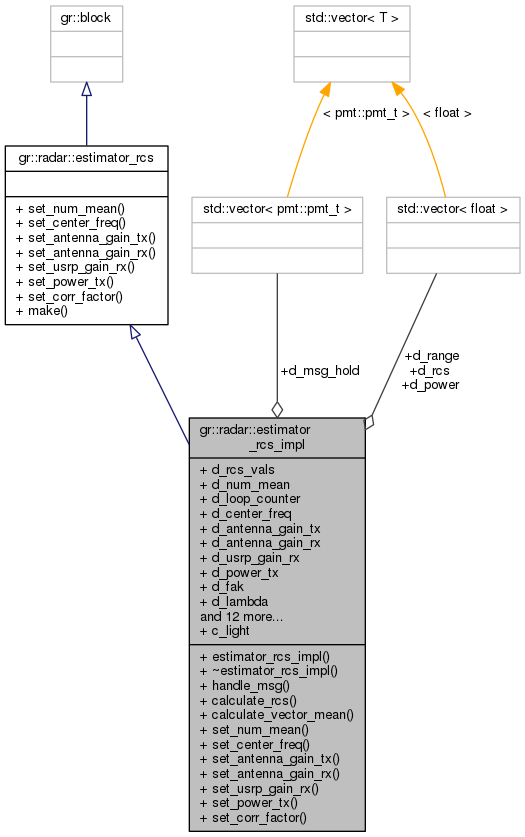 gr::block
std::vector< T >
< pmt::pmt_t >
< float >
gr::radar::estimator_rcs
+ set_num_mean()
+ set_center_freq()
+ set_antenna_gain_tx()
+ set_antenna_gain_rx()
+ set_usrp_gain_rx()
+ set_power_tx()
+ set_corr_factor()
+ make()
std::vector< pmt::pmt_t >
std::vector< float >
+d_msg_hold
+d_range
+d_rcs
+d_power
gr::radar::estimator
_rcs_impl
+ d_rcs_vals
+ d_num_mean
+ d_loop_counter
+ d_center_freq
+ d_antenna_gain_tx
+ d_antenna_gain_rx
+ d_usrp_gain_rx
+ d_power_tx
+ d_fak
+ d_lambda
and 12 more...
+ c_light
+ estimator_rcs_impl()
+ ~estimator_rcs_impl()
+ handle_msg()
+ calculate_rcs()
+ calculate_vector_mean()
+ set_num_mean()
+ set_center_freq()
+ set_antenna_gain_tx()
+ set_antenna_gain_rx()
+ set_usrp_gain_rx()
+ set_power_tx()
+ set_corr_factor()